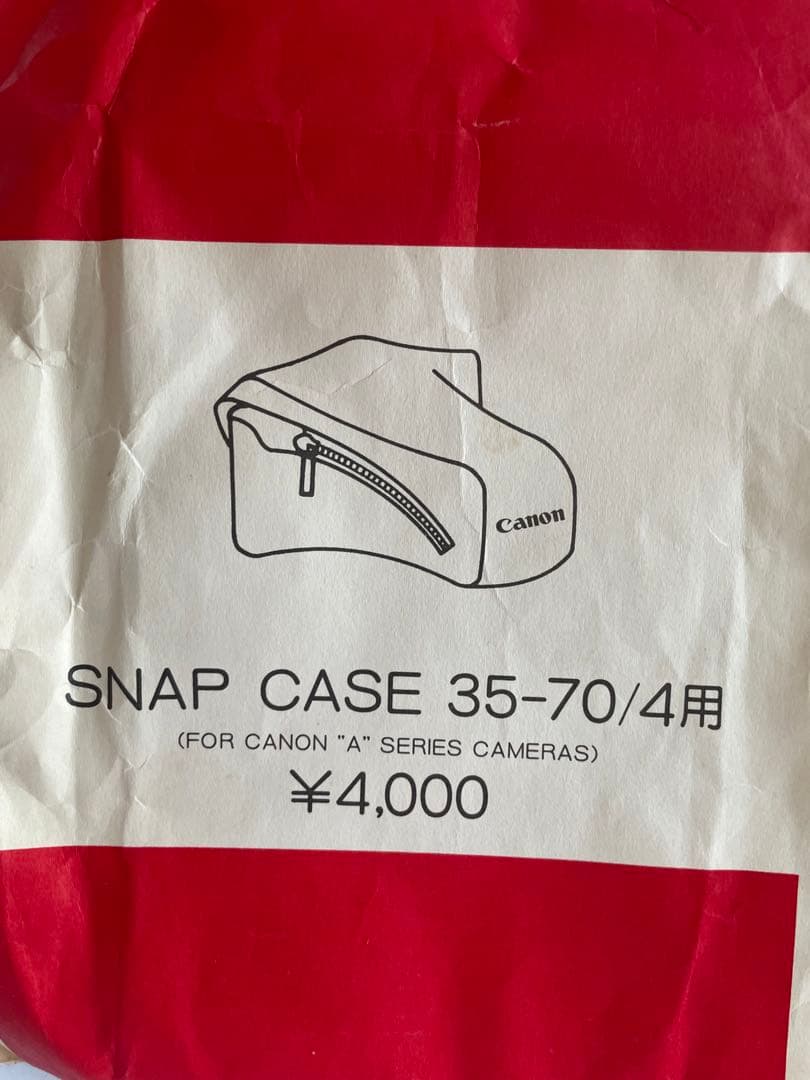 Canon
SNAP CASE 35-70/4用
(FOR CANON "A" SERIES CAMERAS)
¥4,000